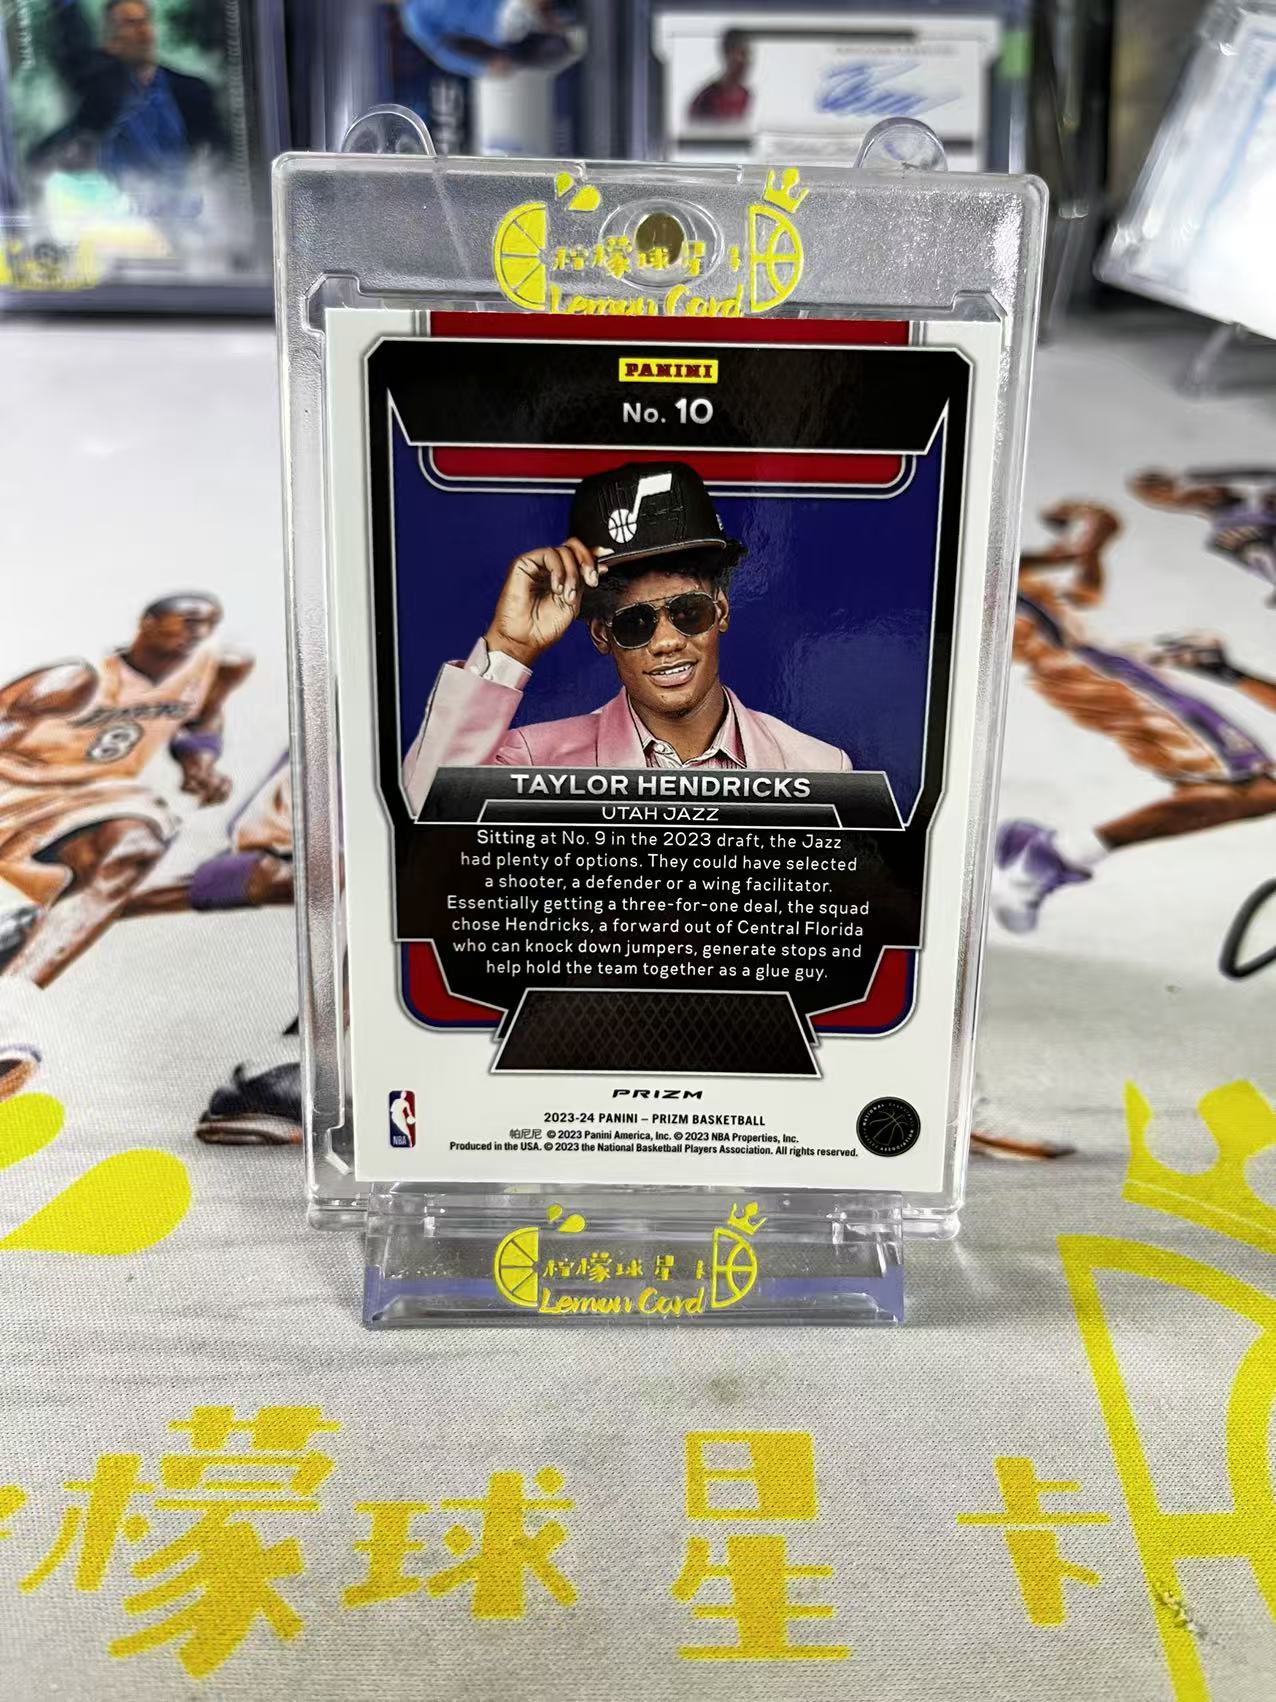 柠檬球星卡
Lemon Card
PANINI
No. 10
TAYLOR HENDRICKS
UTAH JAZZ
Sitting at No. 9 in the 2023 draft, the Jazz
had plenty of options. They could have selected
a shooter, a defender or a wing facilitator.
Essentially getting a three-for-one deal, the squad
chose Hendricks, a forward out of Central Florida
who can knock down jumpers, generate stops and
help hold the team together as a glue guy.
PRIZM
2023-24 PANINI – PRIZM BASKETBALL
帕尼尼 © 2023 Panini America, Inc. © 2023 NBA Properties, Inc.
Produced in the USA. © 2023 the National Basketball Players Association. All rights reserved.
NBA
8
柠檬球星卡
Lemon Card
檬球星卡